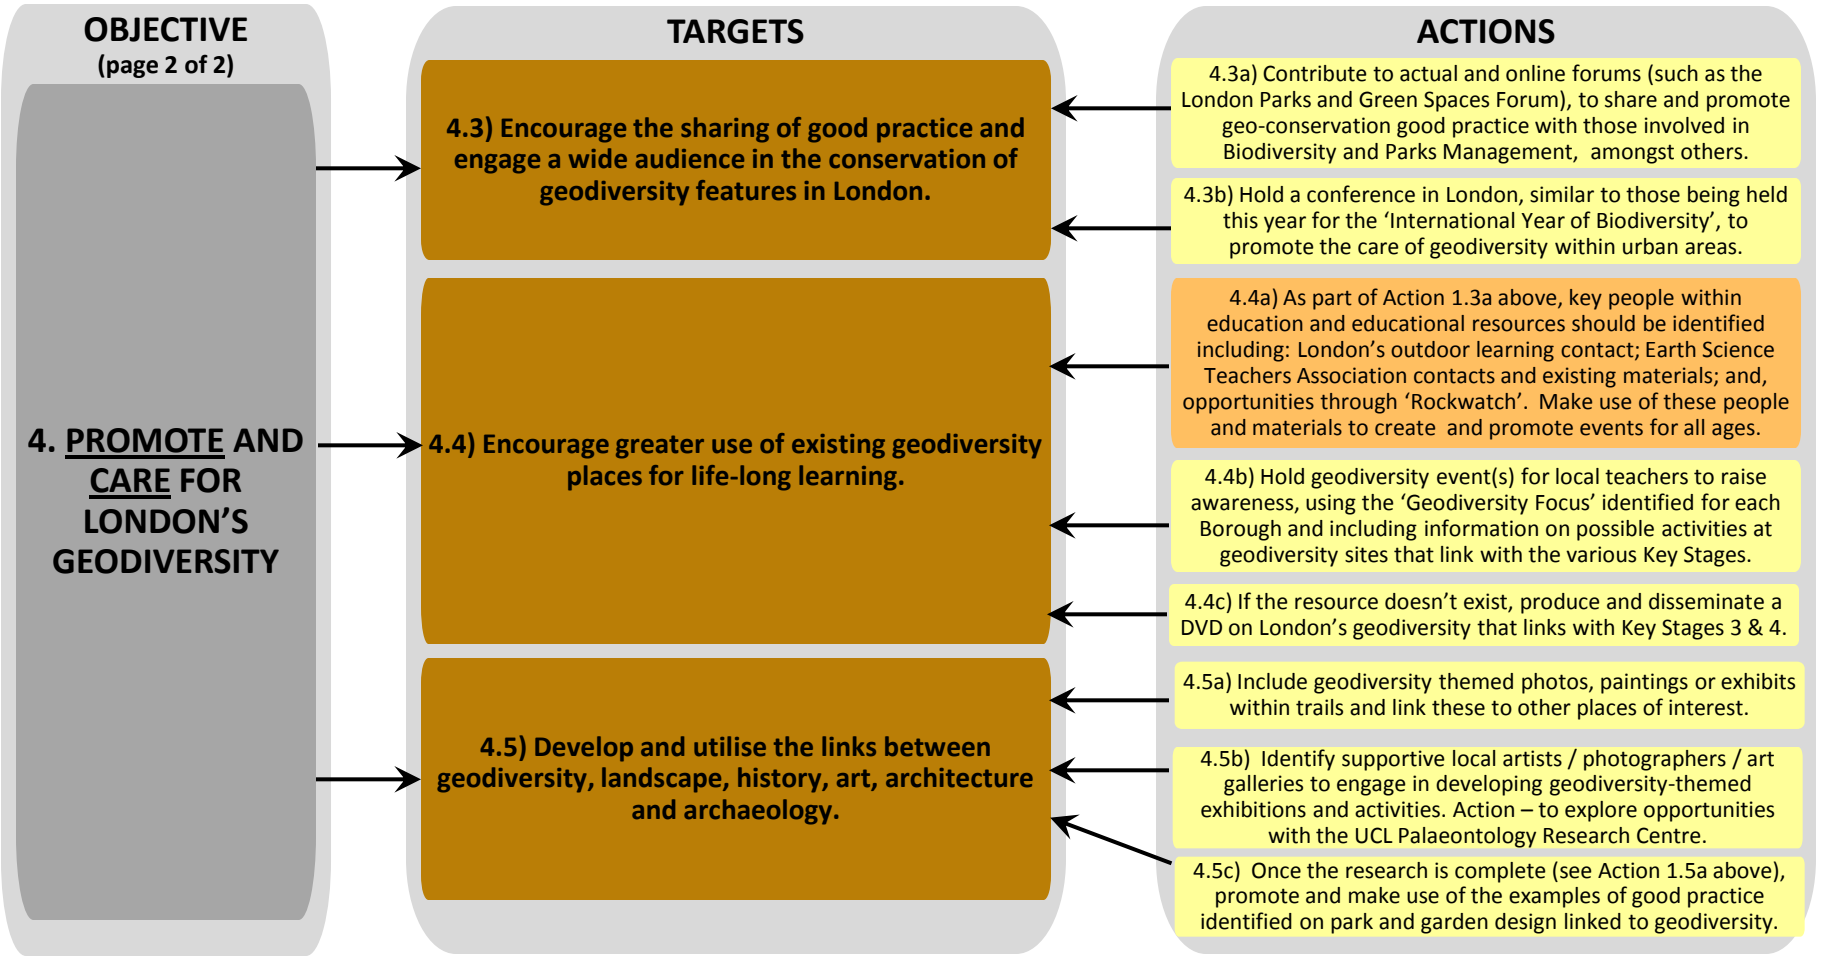 OBJECTIVE
(page 2 of 2)
4. PROMOTE AND
CARE FOR
LONDON’S
GEODIVERSITY
TARGETS
4.3) Encourage the sharing of good practice and
engage a wide audience in the conservation of
geodiversity features in London.
4.4) Encourage greater use of existing geodiversity
places for life-long learning.
4.5) Develop and utilise the links between
geodiversity, landscape, history, art, architecture
and archaeology.
ACTIONS
4.3a) Contribute to actual and online forums (such as the
London Parks and Green Spaces Forum), to share and promote
geo-conservation good practice with those involved in
Biodiversity and Parks Management, amongst others.
4.3b) Hold a conference in London, similar to those being held
this year for the ‘International Year of Biodiversity’, to
promote the care of geodiversity within urban areas.
4.4a) As part of Action 1.3a above, key people within
education and educational resources should be identified
including: London’s outdoor learning contact; Earth Science
Teachers Association contacts and existing materials; and,
opportunities through ‘Rockwatch’. Make use of these people
and materials to create and promote events for all ages.
4.4b) Hold geodiversity event(s) for local teachers to raise
awareness, using the ‘Geodiversity Focus’ identified for each
Borough and including information on possible activities at
geodiversity sites that link with the various Key Stages.
4.4c) If the resource doesn’t exist, produce and disseminate a
DVD on London’s geodiversity that links with Key Stages 3 & 4.
4.5a) Include geodiversity themed photos, paintings or exhibits
within trails and link these to other places of interest.
4.5b) Identify supportive local artists / photographers / art
galleries to engage in developing geodiversity-themed
exhibitions and activities. Action – to explore opportunities
with the UCL Palaeontology Research Centre.
4.5c) Once the research is complete (see Action 1.5a above),
promote and make use of the examples of good practice
identified on park and garden design linked to geodiversity.